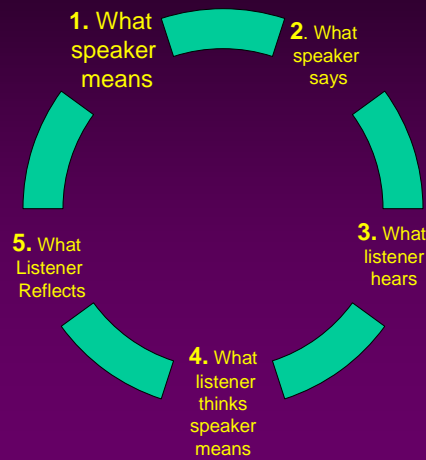 1. What
speaker
means
2. What
speaker
says
3. What
listener
hears
4. What
listener
thinks
speaker
means
5. What
Listener
Reflects